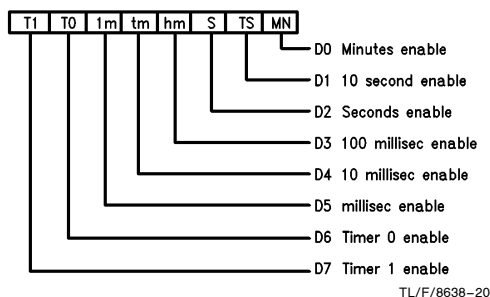 T1 T0 1m tm hm S TS MN
D0 Minutes enable
D1 10 second enable
D2 Seconds enable
D3 100 millisec enable
D4 10 millisec enable
D5 millisec enable
D6 Timer 0 enable
D7 Timer 1 enable
TL/F/8638–20